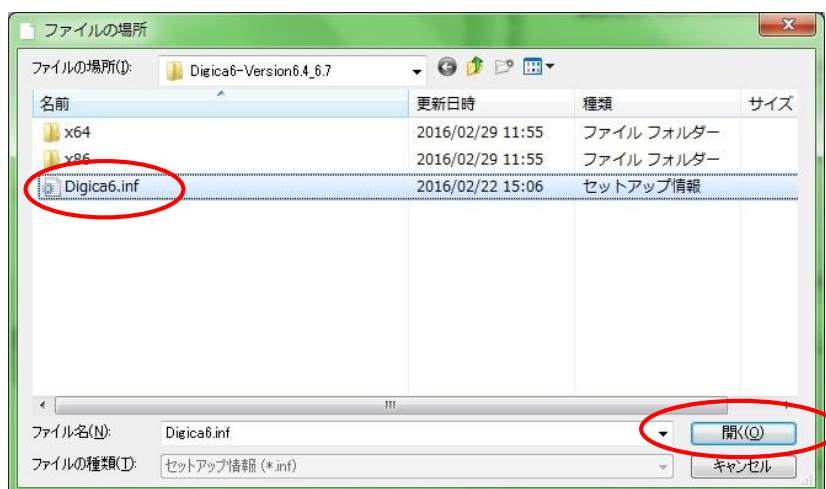 ファイルの場所
ファイルの場所(I): Digica6-Version6.4_6.7
名前 更新日時 種類 サイズ
x64 2016/02/29 11:55 ファイル フォルダー
x86 2016/02/29 11:55 ファイル フォルダー
Digica6.inf 2016/02/22 15:06 セットアップ情報
ファイル名(N): Digica6.inf 開く(O)
ファイルの種類(T): セットアップ情報 (*.inf) キャンセル